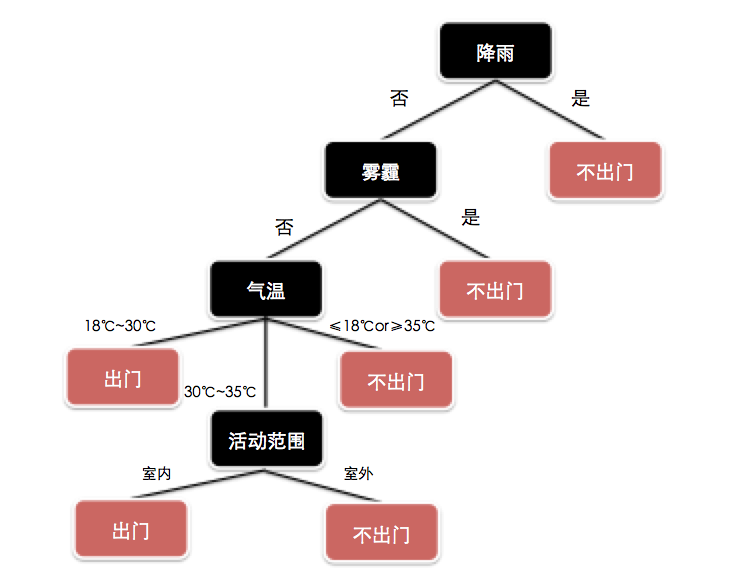 降雨
否
是
雾霾
不出门
否
是
气温
不出门
18℃~30℃
≤18℃or≥35℃
出门
30℃~35℃
不出门
活动范围
室内
室外
出门
不出门